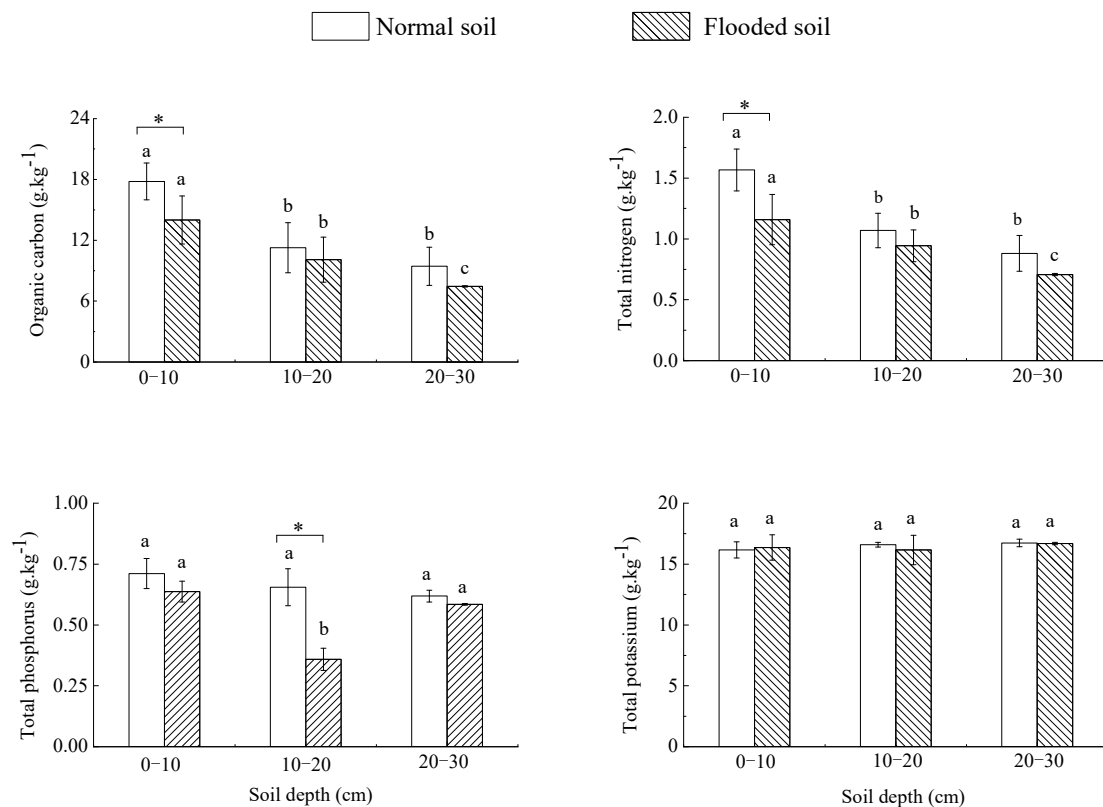 Normal soil
Flooded soil
Organic carbon (g.kg⁻¹)
24
18
12
6
0
*
a
a
b
b
b
c
0−10
10−20
20−30
Total nitrogen (g.kg⁻¹)
2.0
1.5
1.0
0.5
0.0
*
a
a
b
b
b
c
0−10
10−20
20−30
Total phosphorus (g.kg⁻¹)
1.00
0.75
0.50
0.25
0.00
a
a
*
a
b
a
a
0−10
10−20
20−30
Soil depth (cm)
Total potassium (g.kg⁻¹)
20
15
10
5
0
a
a
a
a
a
a
0−10
10−20
20−30
Soil depth (cm)